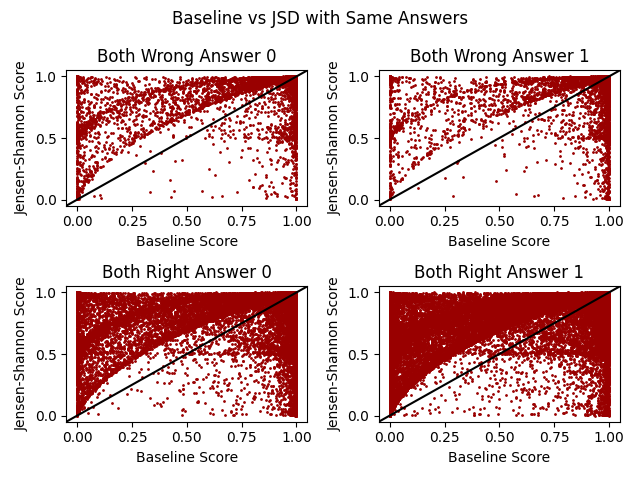 Baseline vs JSD with Same Answers
Both Wrong Answer 0
Jensen-Shannon Score
1.0
0.5
0.0
0.00 0.25 0.50 0.75 1.00
Baseline Score
Both Wrong Answer 1
Jensen-Shannon Score
1.0
0.5
0.0
0.00 0.25 0.50 0.75 1.00
Baseline Score
Both Right Answer 0
Jensen-Shannon Score
1.0
0.5
0.0
0.00 0.25 0.50 0.75 1.00
Baseline Score
Both Right Answer 1
Jensen-Shannon Score
1.0
0.5
0.0
0.00 0.25 0.50 0.75 1.00
Baseline Score